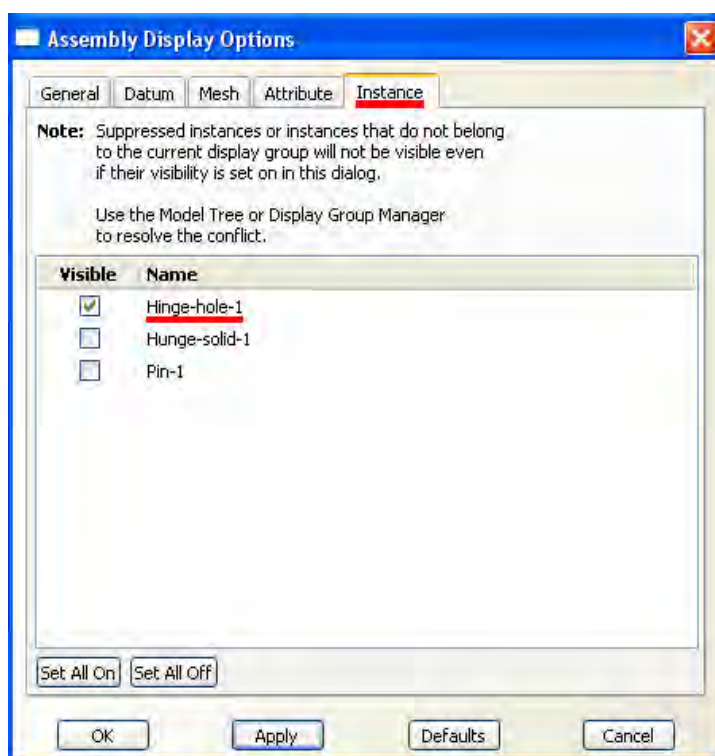 Assembly Display Options
General Datum Mesh Attribute Instance
Note: Suppressed instances or instances that do not belong
to the current display group will not be visible even
if their visibility is set on in this dialog.
Use the Model Tree or Display Group Manager
to resolve the conflict.
Visible Name
Hinge-hole-1
Hunge-solid-1
Pin-1
Set All On Set All Off
OK Apply Defaults Cancel